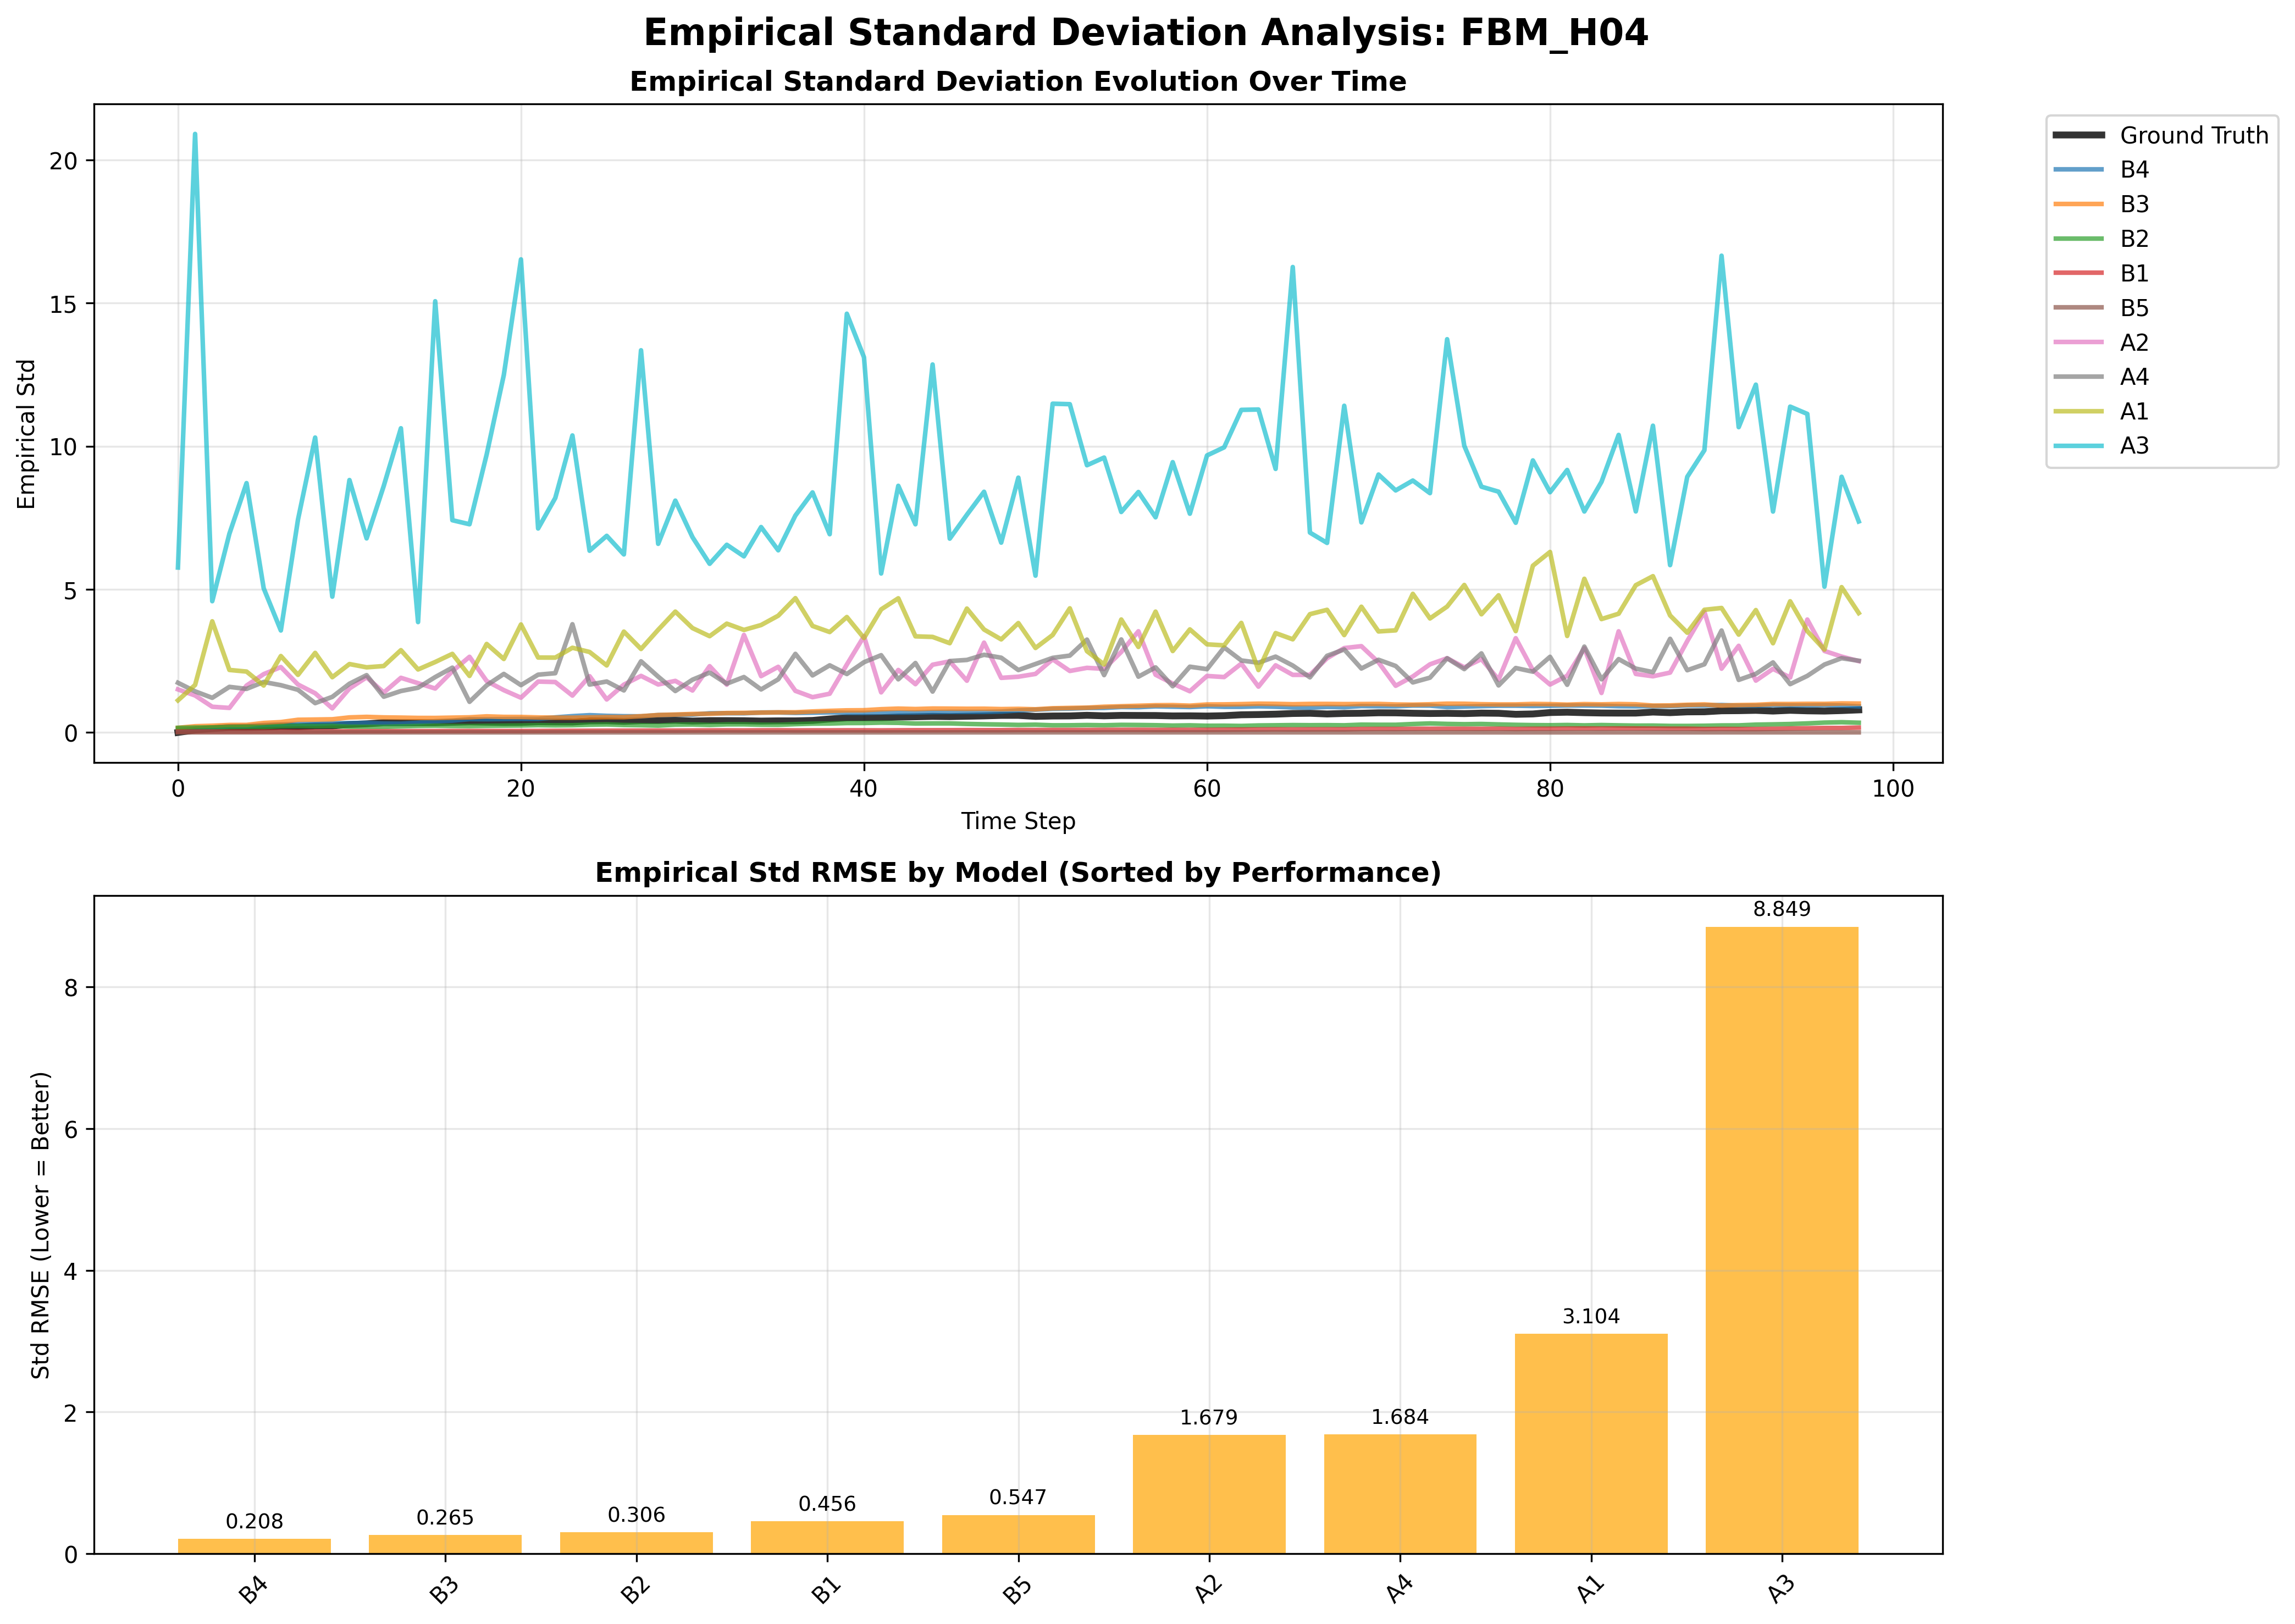 Empirical Standard Deviation Analysis: FBM_H04
Empirical Standard Deviation Evolution Over Time
Empirical Std
20
15
10
5
0
0 20 40 60 80 100
Time Step
Ground Truth
B4
B3
B2
B1
B5
A2
A4
A1
A3
Empirical Std RMSE by Model (Sorted by Performance)
Std RMSE (Lower = Better)
8
6
4
2
0
0.208
0.265
0.306
0.456
0.547
1.679
1.684
3.104
8.849
B4
B3
B2
B1
B5
A2
A4
A1
A3